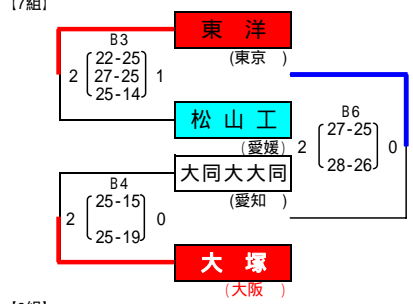 【7組】
B3
22-25
27-25
25-14
2
1
東 洋
(東京 )
松 山 工
(愛媛 )
B6
27-25
28-26
2
0
大同大大同
(愛知 )
B4
25-15
25-19
2
0
大 塚
(大阪 )